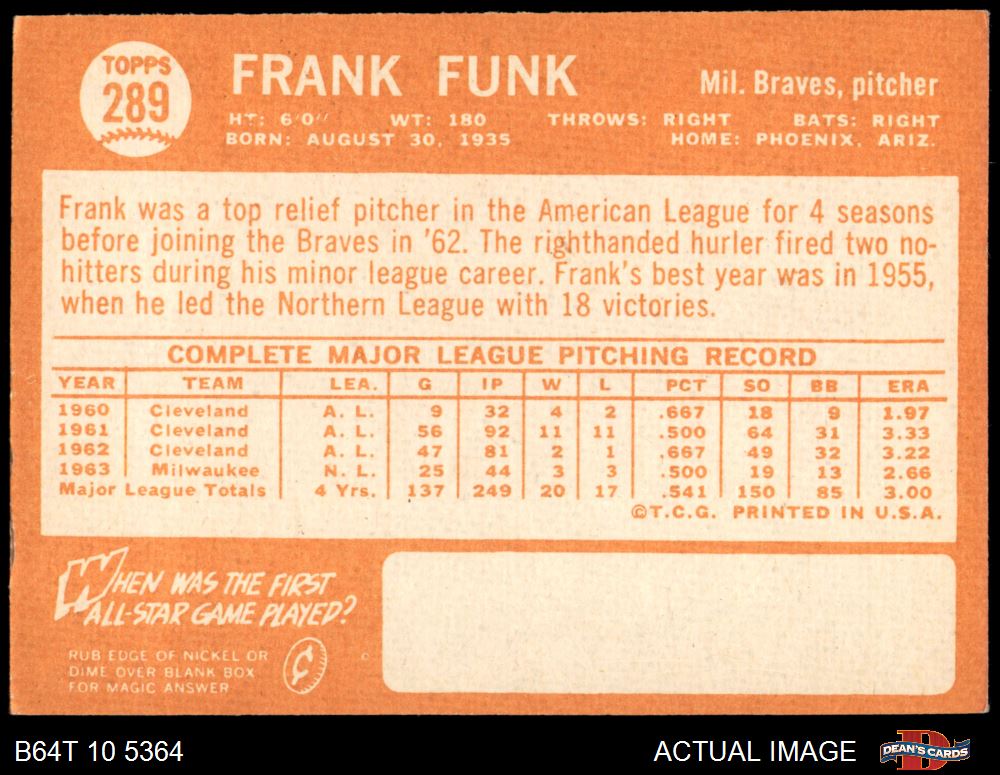 TOPPS
289
FRANK FUNK
Mil. Braves, pitcher
HT: 6'0" WT: 180 THROWS: RIGHT BATS: RIGHT
BORN: AUGUST 30, 1935 HOME: PHOENIX, ARIZ.
Frank was a top relief pitcher in the American League for 4 seasons
before joining the Braves in '62. The righthanded hurler fired two no-
hitters during his minor league career. Frank's best year was in 1955,
when he led the Northern League with 18 victories.
COMPLETE MAJOR LEAGUE PITCHING RECORD
YEAR TEAM LEA. G IP W L PCT SO BB ERA
1960 Cleveland A. L. 9 32 4 2 .667 18 9 1.97
1961 Cleveland A. L. 56 92 11 11 .500 64 31 3.33
1962 Cleveland A. L. 47 81 2 1 .667 49 32 3.22
1963 Milwaukee N. L. 25 44 3 3 .500 19 13 2.66
Major League Totals 4 Yrs. 137 249 20 17 .541 150 85 3.00
©T.C.G. PRINTED IN U.S.A.
WHEN WAS THE FIRST
ALL-STAR GAME PLAYED?
RUB EDGE OF NICKEL OR
DIME OVER BLANK BOX
FOR MAGIC ANSWER
¢
B64T 10 5364
ACTUAL IMAGE
DEAN'S CARDS